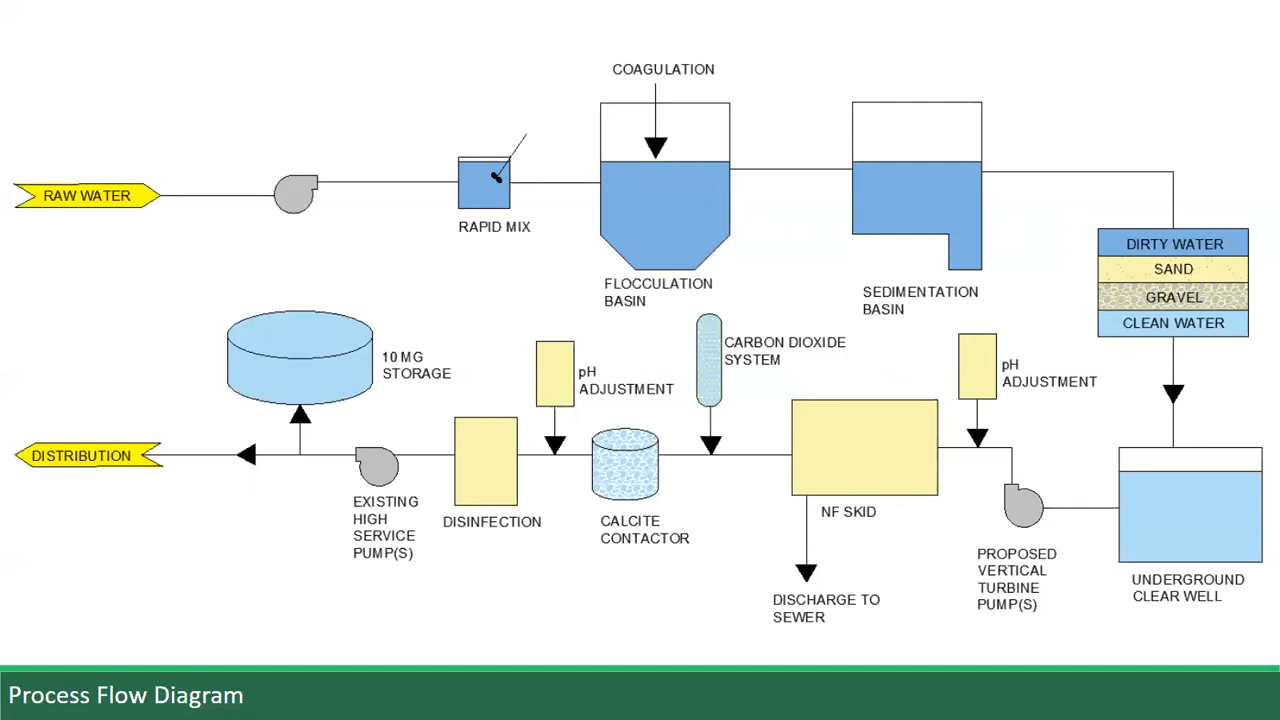 COAGULATION
RAW WATER
RAPID MIX
FLOCCULATION
BASIN
SEDIMENTATION
BASIN
DIRTY WATER
SAND
GRAVEL
CLEAN WATER
10 MG
STORAGE
pH
ADJUSTMENT
CARBON DIOXIDE
SYSTEM
pH
ADJUSTMENT
DISTRIBUTION
EXISTING
HIGH
SERVICE
PUMP(S)
DISINFECTION
CALCITE
CONTACTOR
NF SKID
DISCHARGE TO
SEWER
PROPOSED
VERTICAL
TURBINE
PUMP(S)
UNDERGROUND
CLEAR WELL
Process Flow Diagram